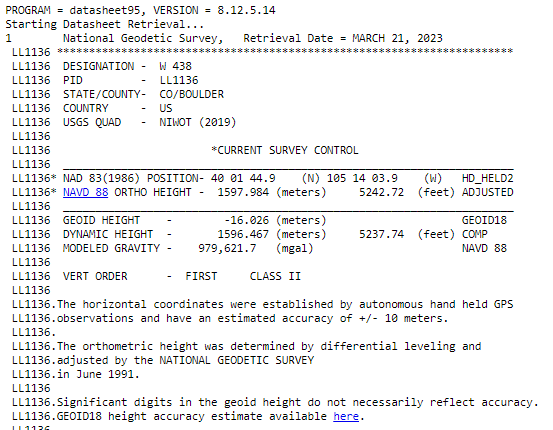 PROGRAM = datasheet95, VERSION = 8.12.5.14
Starting Datasheet Retrieval...
1 National Geodetic Survey, Retrieval Date = MARCH 21, 2023
LL1136 ***********************************************************************
LL1136 DESIGNATION - W 438
LL1136 PID - LL1136
LL1136 STATE/COUNTY- CO/BOULDER
LL1136 COUNTRY - US
LL1136 USGS QUAD - NIWOT (2019)
LL1136
LL1136 *CURRENT SURVEY CONTROL
LL1136 ______________________________________________________________________
LL1136* NAD 83(1986) POSITION- 40 01 44.9 (N) 105 14 03.9 (W) HD_HELD2
LL1136* NAVD 88 ORTHO HEIGHT - 1597.984 (meters) 5242.72 (feet) ADJUSTED
LL1136 ______________________________________________________________________
LL1136 GEOID HEIGHT - -16.026 (meters) GEOID18
LL1136 DYNAMIC HEIGHT - 1596.467 (meters) 5237.74 (feet) COMP
LL1136 MODELED GRAVITY - 979,621.7 (mgal) NAVD 88
LL1136
LL1136 VERT ORDER - FIRST CLASS II
LL1136
LL1136.The horizontal coordinates were established by autonomous hand held GPS
LL1136.observations and have an estimated accuracy of +/- 10 meters.
LL1136.
LL1136.The orthometric height was determined by differential leveling and
LL1136.adjusted by the NATIONAL GEODETIC SURVEY
LL1136.in June 1991.
LL1136
LL1136.Significant digits in the geoid height do not necessarily reflect accuracy.
LL1136.GEOID18 height accuracy estimate available here.
LL1136